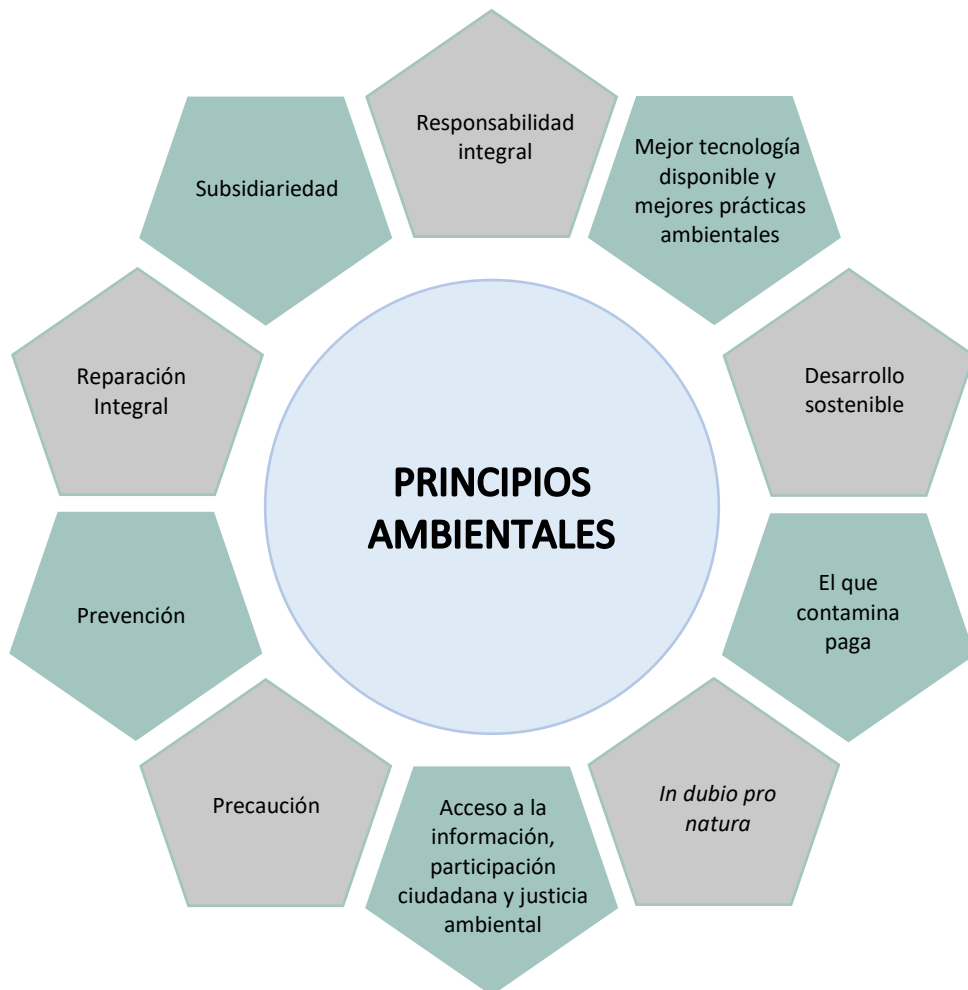 Responsabilidad
integral
Mejor tecnología
disponible y
mejores prácticas
ambientales
Desarrollo
sostenible
El que
contamina
paga
In dubio pro
natura
Acceso a la
información,
participación
ciudadana y justicia
ambiental
Precaución
Prevención
Reparación
Integral
Subsidiariedad
PRINCIPIOS
AMBIENTALES